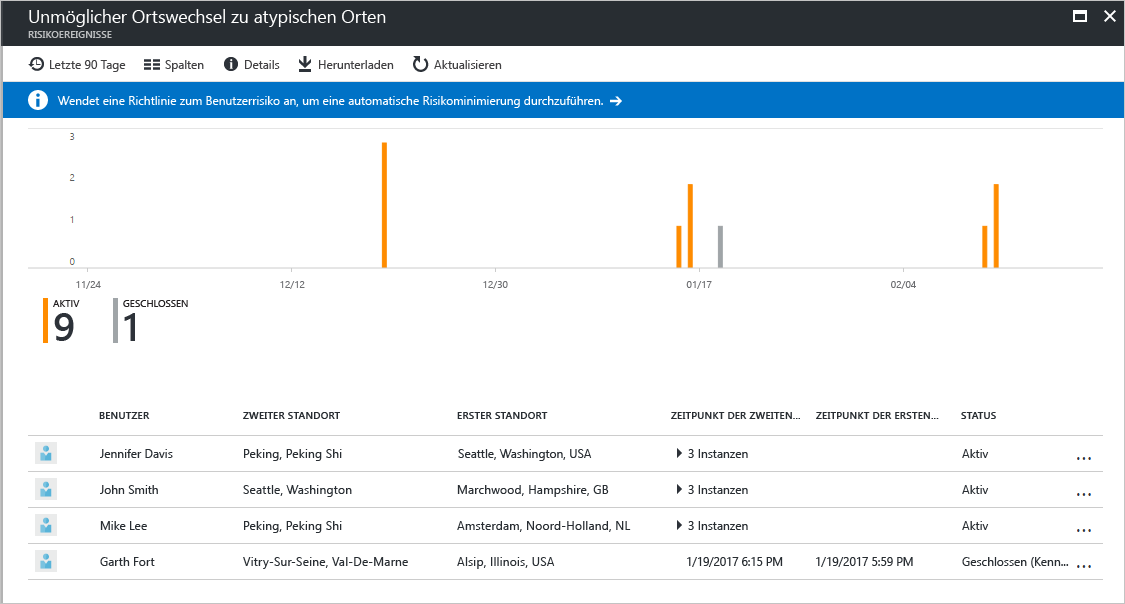 Unmöglicher Ortswechsel zu atypischen Orten
RISIKOEREIGNISSE
Letzte 90 Tage Spalten Details Herunterladen Aktualisieren
Wendet eine Richtlinie zum Benutzerrisiko an, um eine automatische Risikominimierung durchzuführen.
3
2
1
0
11/24 12/12 12/30 01/17 02/04
AKTIV GESCHLOSSEN
9 1
BENUTZER ZWEITER STANDORT ERSTER STANDORT ZEITPUNKT DER ZWEITEN... ZEITPUNKT DER ERSTEN... STATUS
Jennifer Davis Peking, Peking Shi Seattle, Washington, USA 3 Instanzen Aktiv ...
John Smith Seattle, Washington Marchwood, Hampshire, GB 3 Instanzen Aktiv ...
Mike Lee Peking, Peking Shi Amsterdam, Noord-Holland, NL 3 Instanzen Aktiv ...
Garth Fort Vitry-Sur-Seine, Val-De-Marne Alsip, Illinois, USA 1/19/2017 6:15 PM 1/19/2017 5:59 PM Geschlossen (Kenn... ...